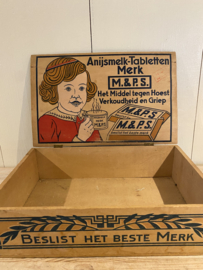 Anijsmelk-Tabletten
Merk
M.&P.S.
Het Middel tegen Hoest
Verkoudheid en Griep
M.&P.S.
M.&P.S.
M.&P.S.
BESLIST HET BESTE MERK